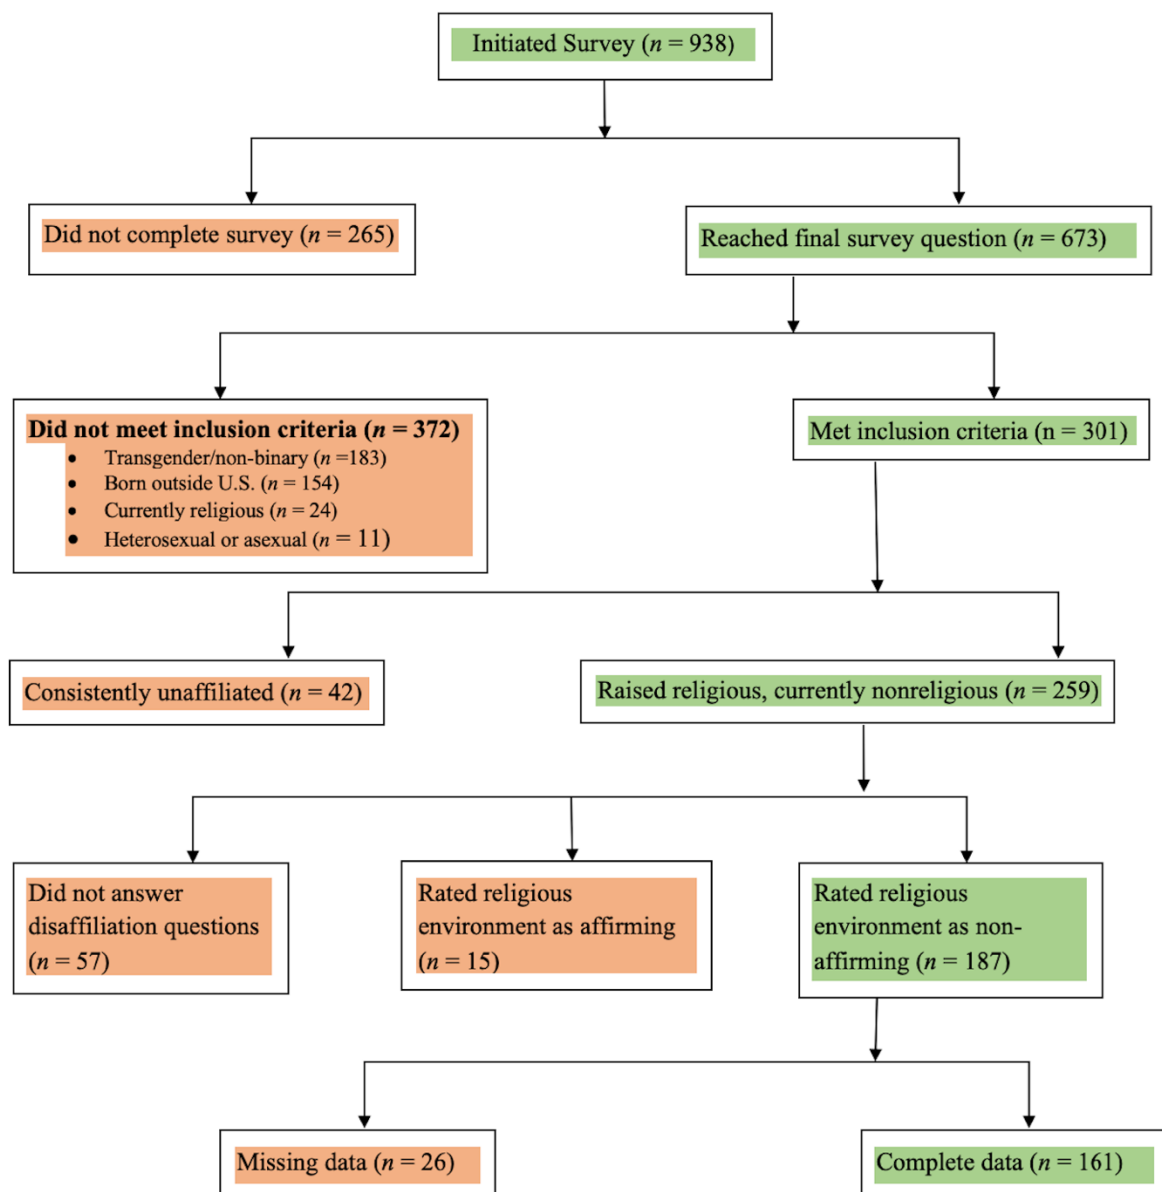 Initiated Survey (n = 938)
Did not complete survey (n = 265)
Reached final survey question (n = 673)
Did not meet inclusion criteria (n = 372)
• Transgender/non-binary (n =183)
• Born outside U.S. (n = 154)
• Currently religious (n = 24)
• Heterosexual or asexual (n = 11)
Met inclusion criteria (n = 301)
Consistently unaffiliated (n = 42)
Raised religious, currently nonreligious (n = 259)
Did not answer
disaffiliation questions
(n = 57)
Rated religious
environment as affirming
(n = 15)
Rated religious
environment as non-
affirming (n = 187)
Missing data (n = 26)
Complete data (n = 161)